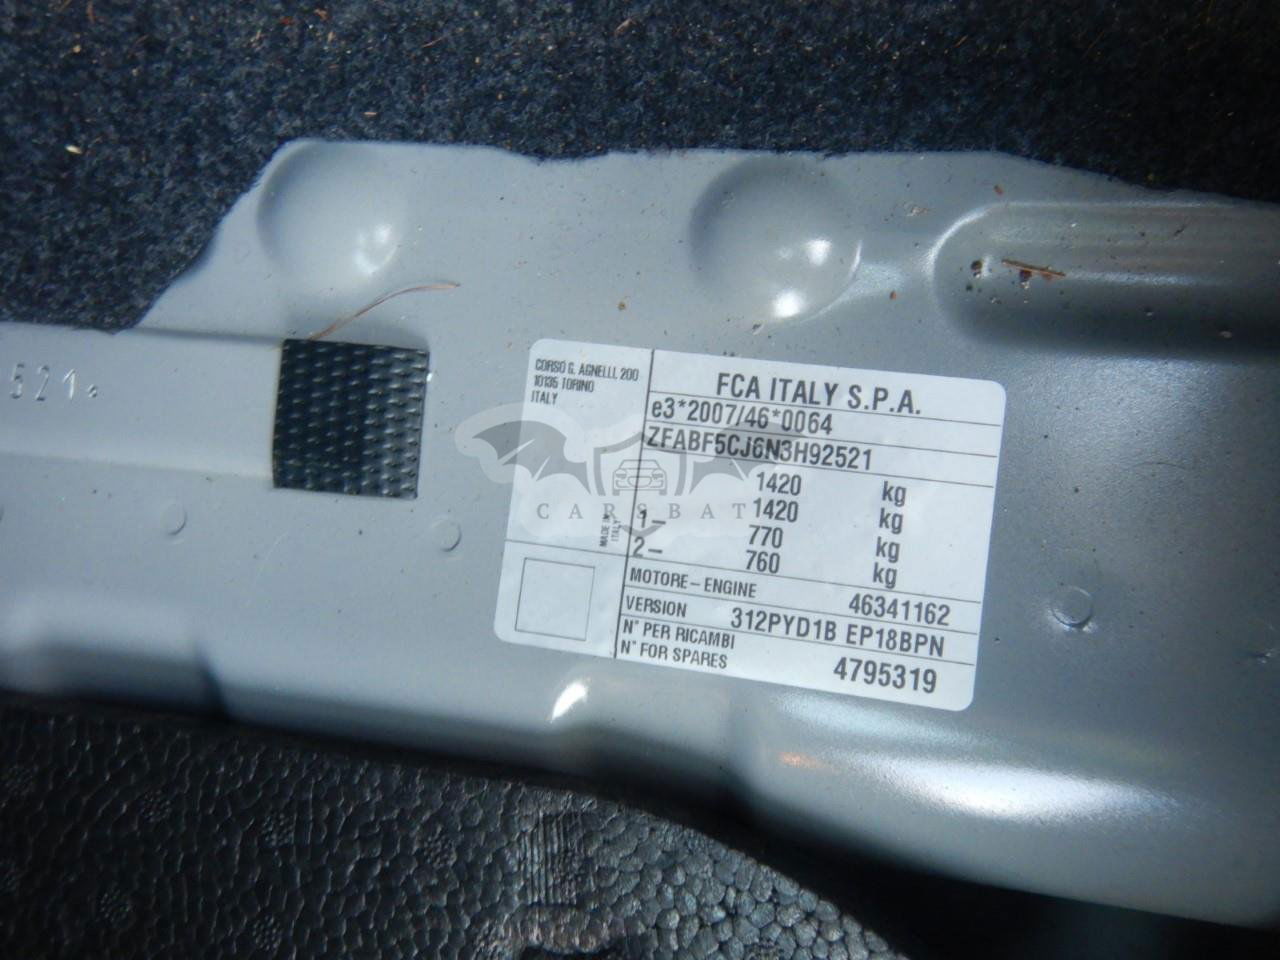 521.
CORSO G. AGNELLI, 200
10135 TORINO
ITALY
FCA ITALY S.P.A.
e3*2007/46*0064
ZFABF5CJ6N3H92521
1420 kg
1420 kg
1– 770 kg
2– 760 kg
MADE IN
ITALY
CARSBAT
MOTORE–ENGINE 46341162
VERSION 312PYD1B EP18BPN
N° PER RICAMBI
N° FOR SPARES 4795319